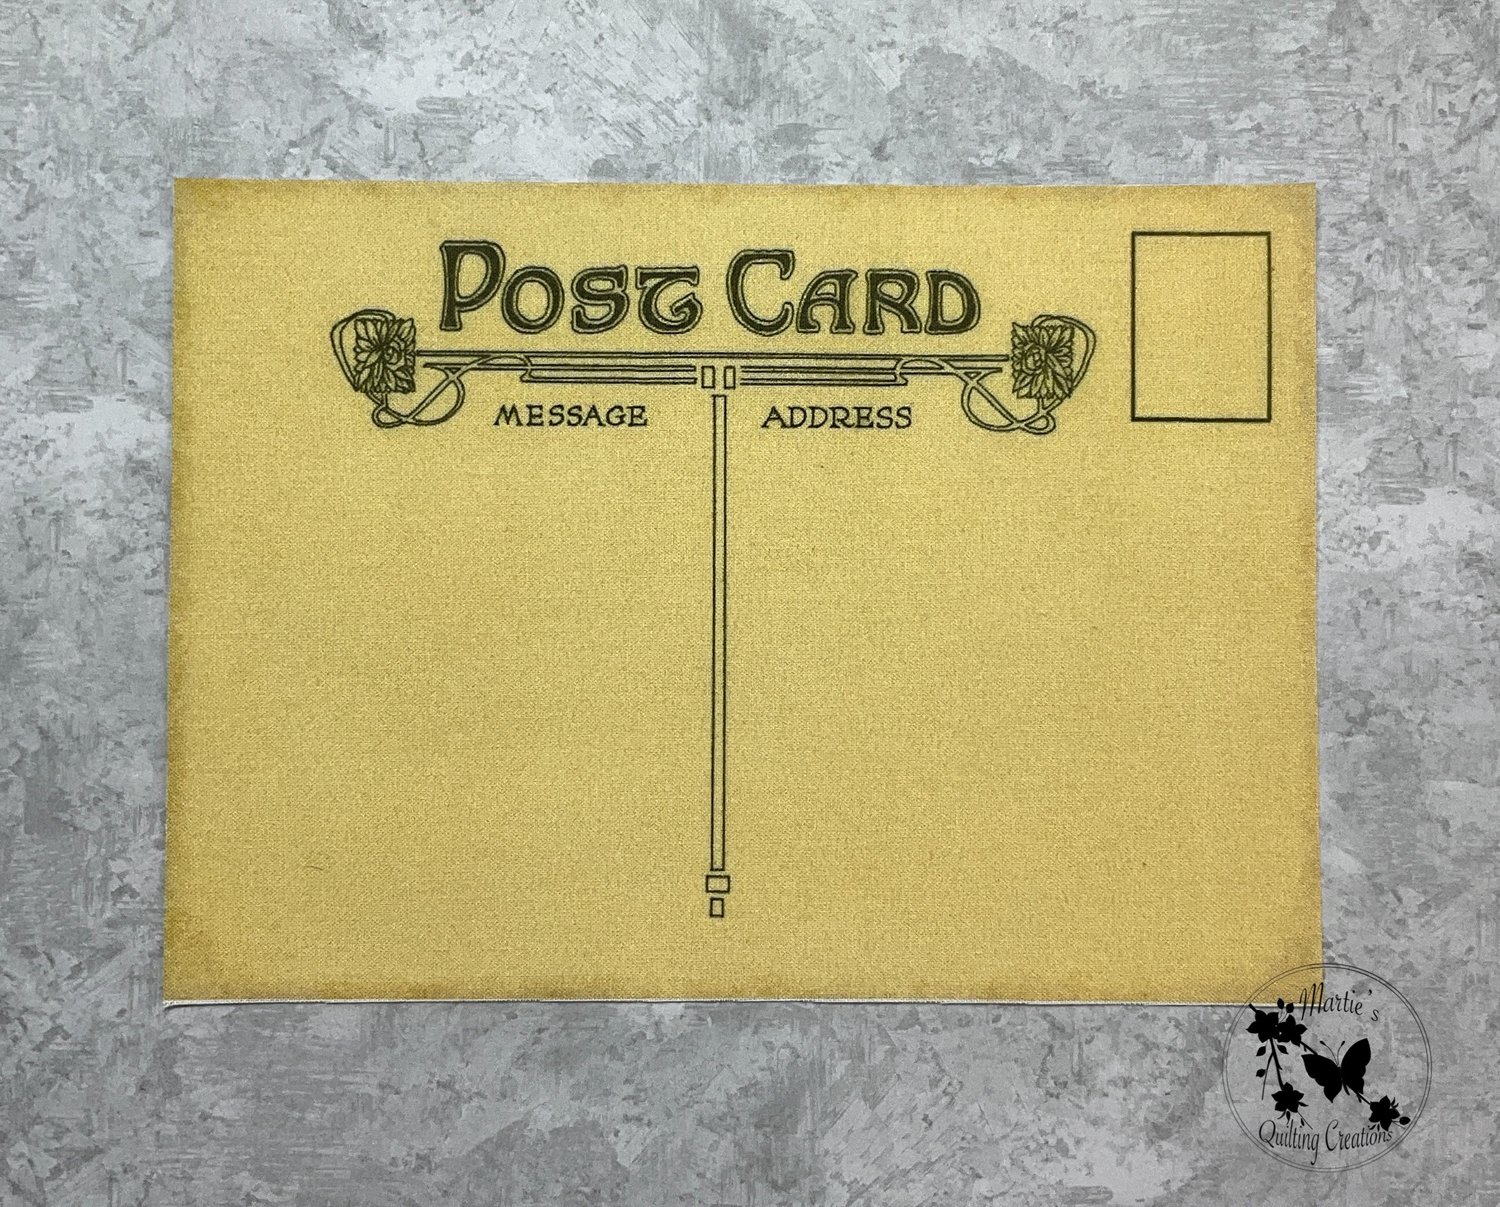 POST CARD
MESSAGE ADDRESS
Martie's
Quilting Creations